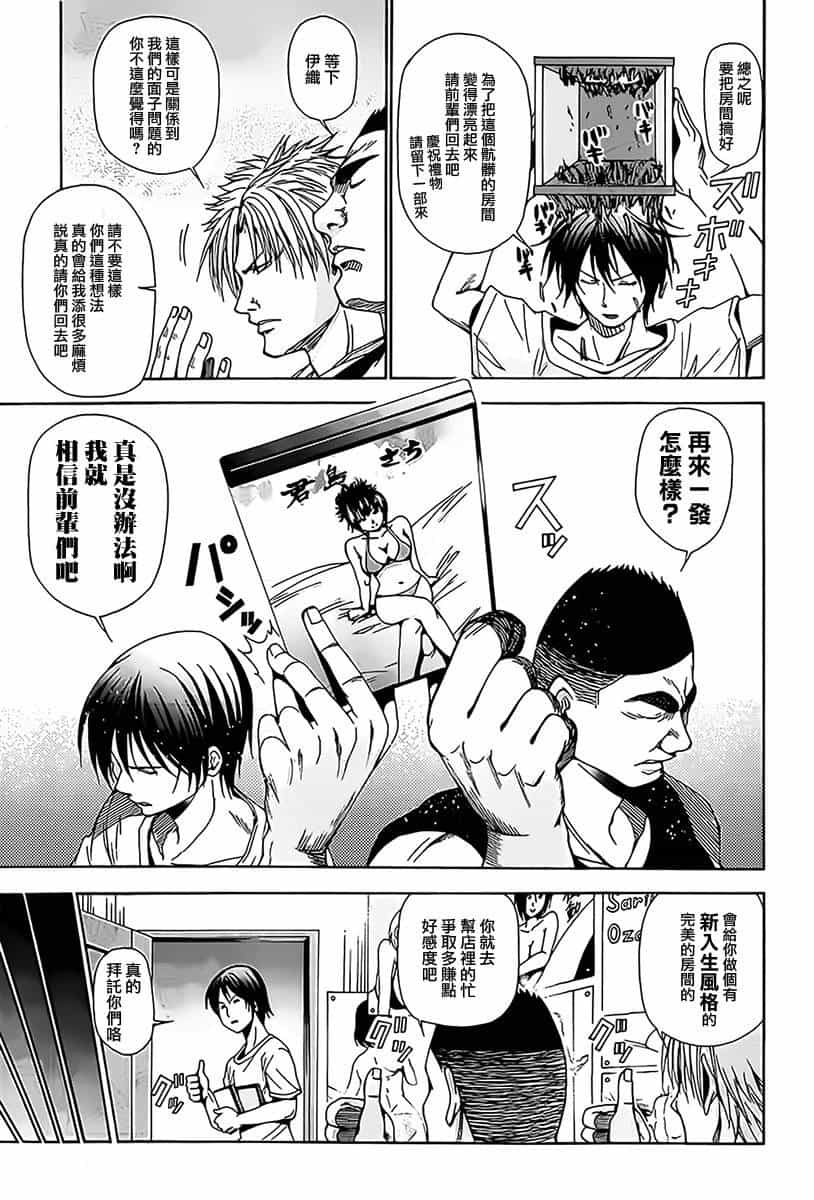 總之呢
要把房間搞好
バキ
バキ
ズボッ
為了把這個骯髒的房間
變得漂亮起來
請前輩們回去吧
慶祝禮物
請留下一部來
等下
伊織
這樣可是關係到
我們的面子問題的
你不這麼覺得嗎？
請不要這樣
你們這種想法
真的會給我添很多麻煩
說真的請你們回去吧
再來一發
怎麼樣？
スッ
君島
さち
パシッ
真是沒辦法啊
我就
相信前輩們吧
會給你做個有
新入生風格的
完美的房間的
Sari
Oza
グッ
你就去
幫店裡的忙
爭取多賺點
好感度吧
グッ
グッ
真的
拜託你們咯